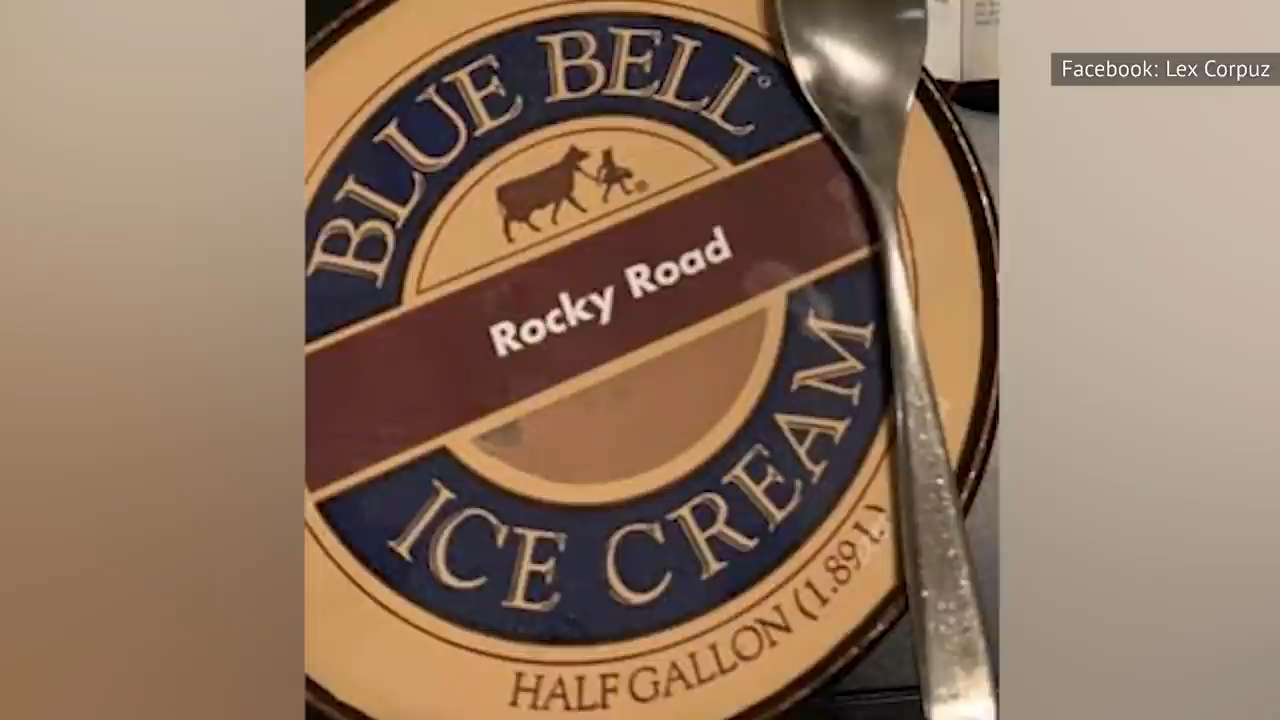 Facebook: Lex Corpuz
BLUE BELL
Rocky Road
ICE CREAM
HALF GALLON (1.89 L)